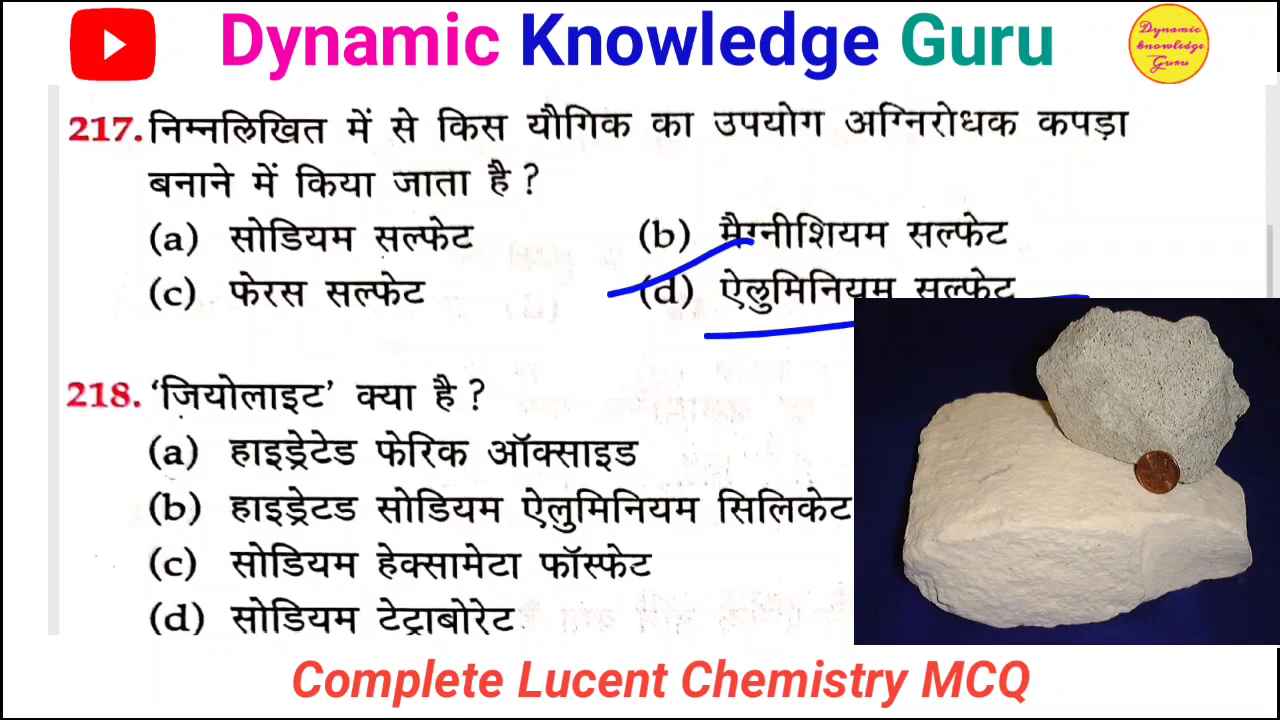 Dynamic Knowledge Guru
Dynamic
knowledge
Guru
217. निम्नलिखित में से किस यौगिक का उपयोग अग्निरोधक कपड़ा
बनाने में किया जाता है ?
(a) सोडियम सल्फेट (b) मैग्नीशियम सल्फेट
(c) फेरस सल्फेट (d) ऐलुमिनियम सल्फेट
218. ‘जियोलाइट’ क्या है ?
(a) हाइड्रेटेड फेरिक ऑक्साइड
(b) हाइड्रेटड सोडियम ऐलुमिनियम सिलिकेट
(c) सोडियम हेक्सामेटा फॉस्फेट
(d) सोडियम टेट्राबोरेट
Complete Lucent Chemistry MCQ